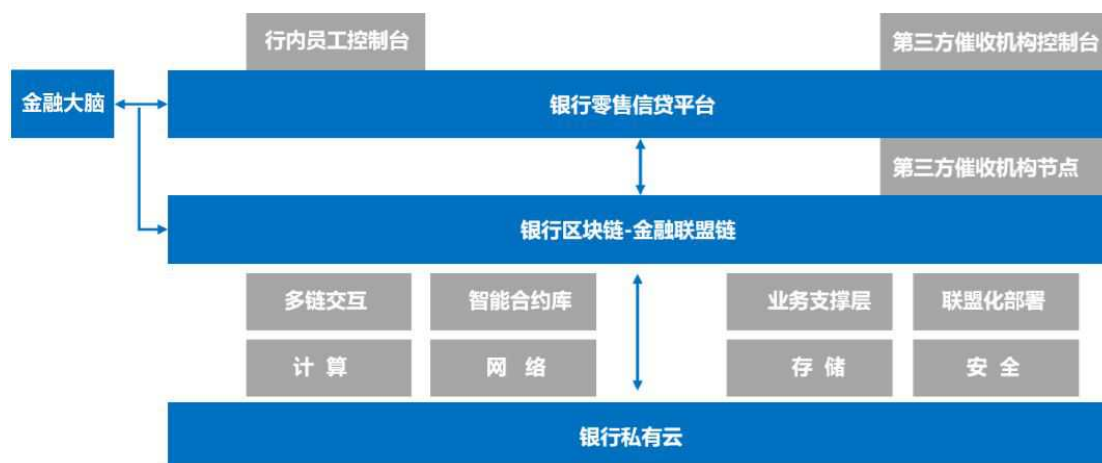 行内员工控制台
第三方催收机构控制台
金融大脑
银行零售信贷平台
第三方催收机构节点
银行区块链-金融联盟链
多链交互
智能合约库
业务支撑层
联盟化部署
计 算
网 络
存 储
安 全
银行私有云